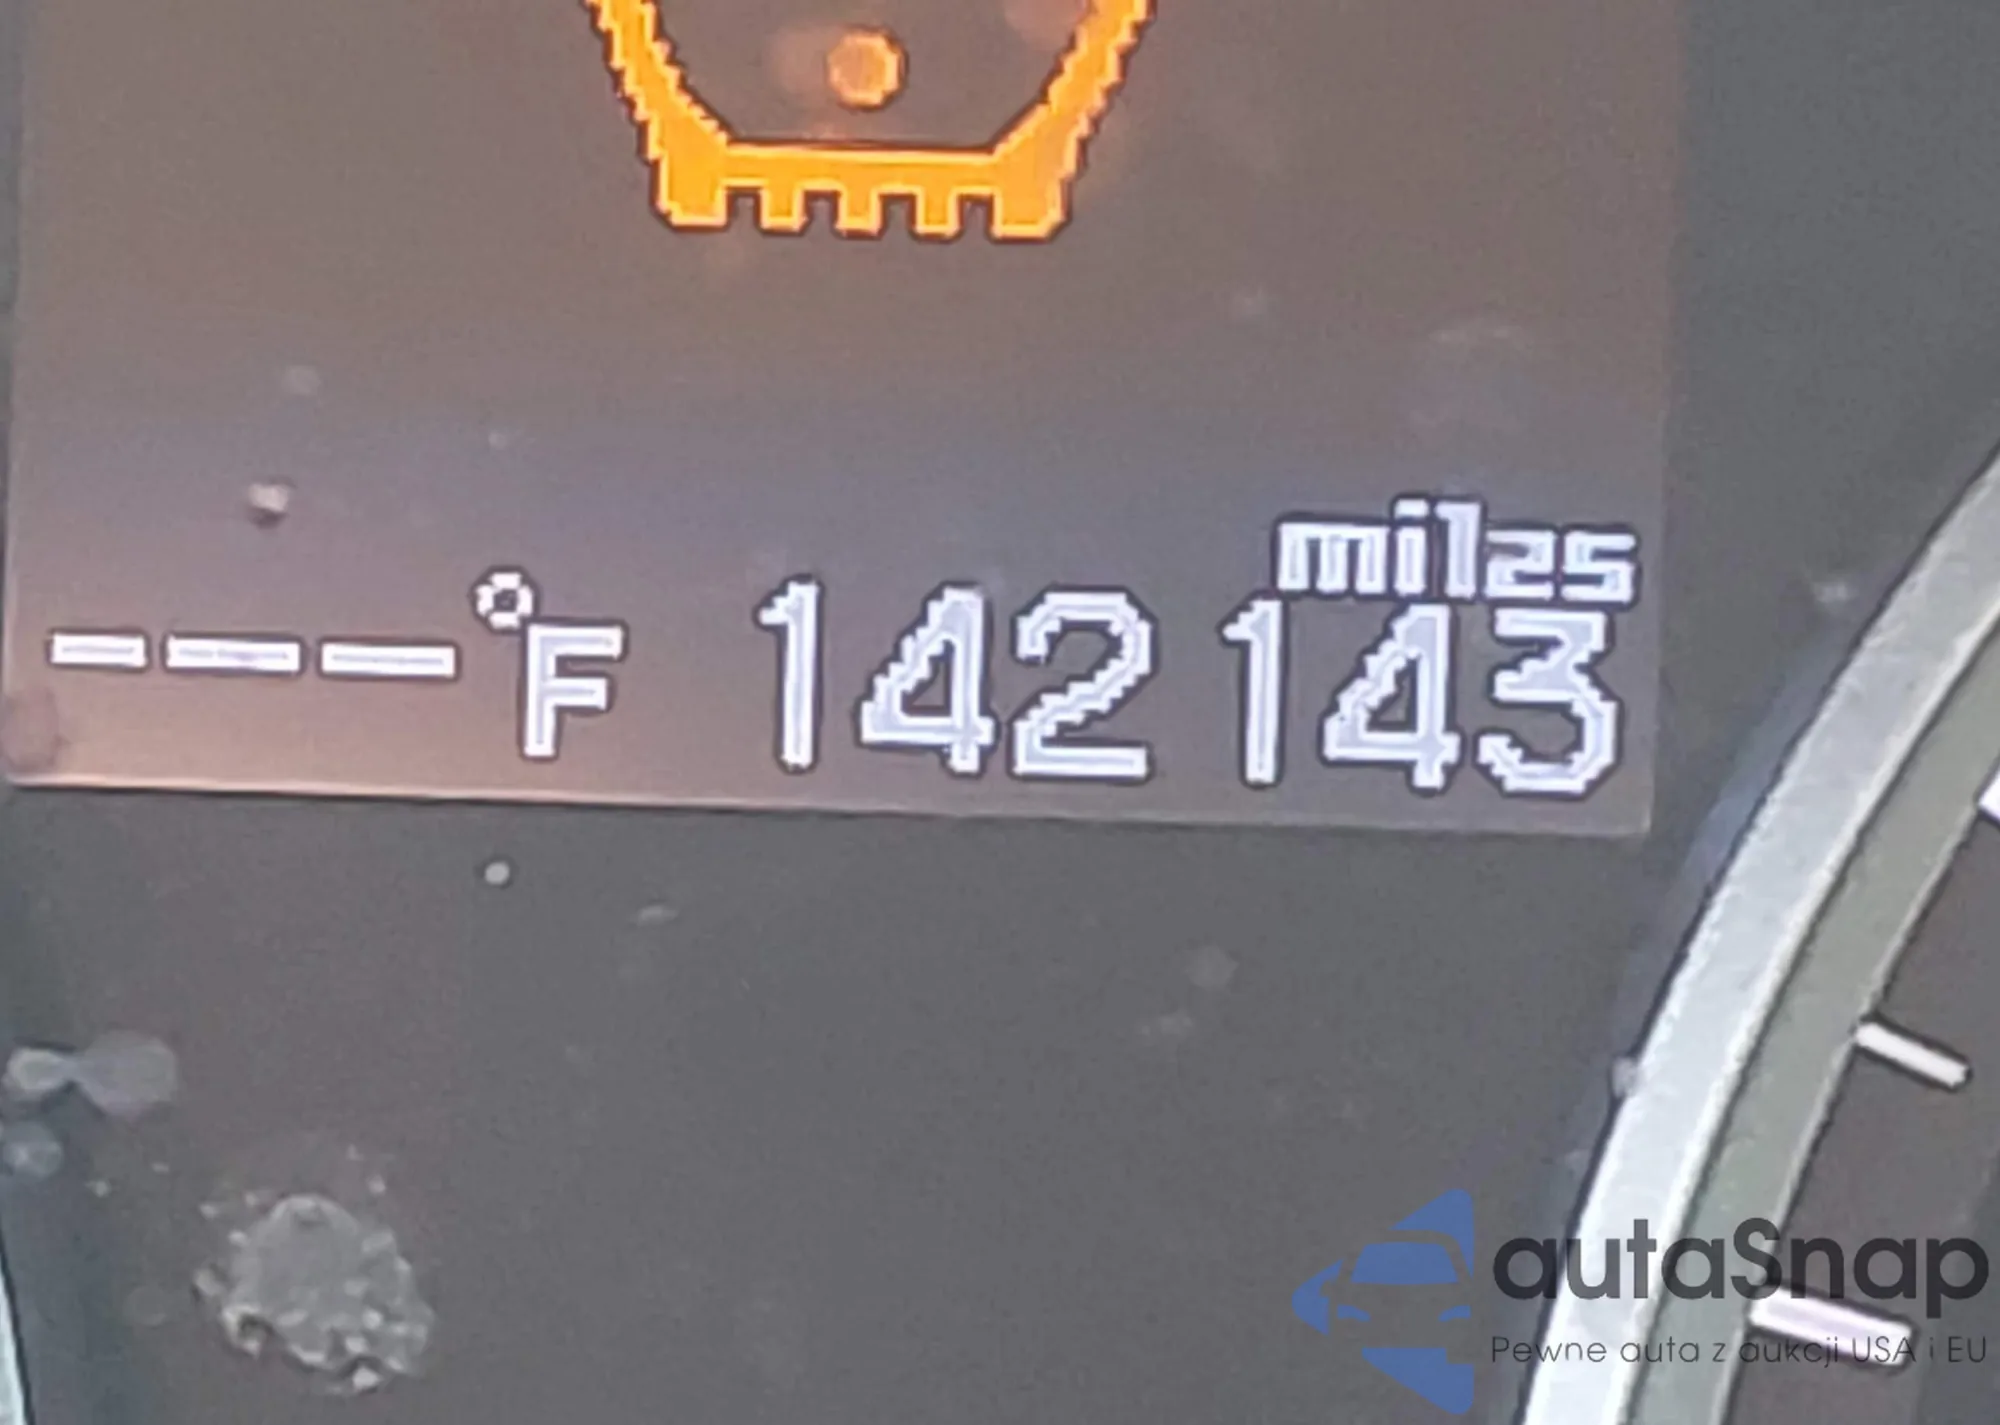 miles
---°F 142143
autaSnap
Pewne auta z aukcji USA i EU